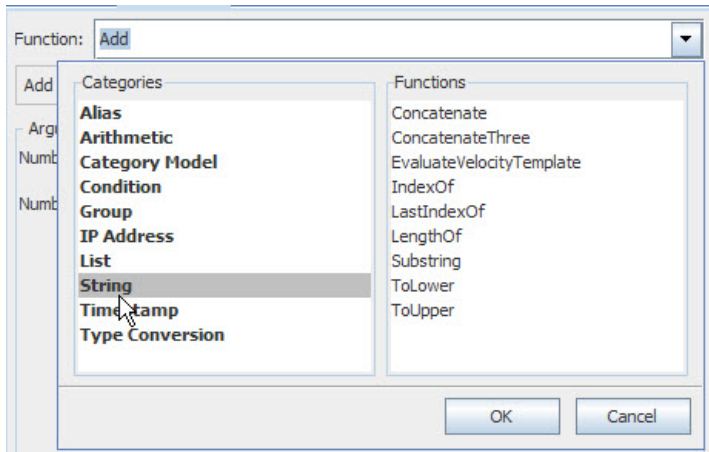 Function: Add
Add
Argu
Numb
Numb
Categories
Alias
Arithmetic
Category Model
Condition
Group
IP Address
List
String
Timestamp
Type Conversion
Functions
Concatenate
ConcatenateThree
EvaluateVelocityTemplate
IndexOf
LastIndexOf
LengthOf
Substring
ToLower
ToUpper
OK Cancel